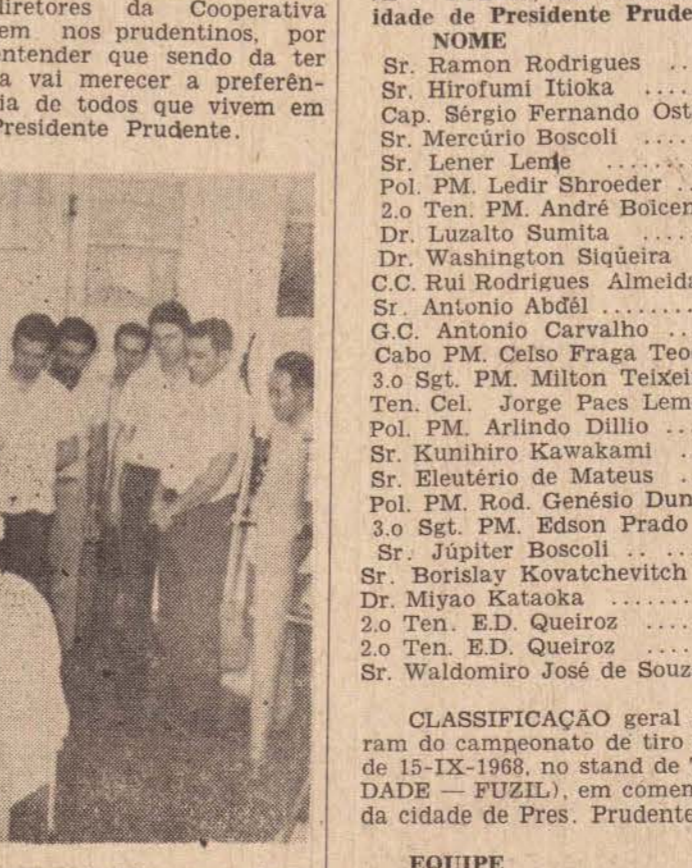 diretores da Cooperativa
em nos prudentinos, por
entender que sendo da ter
a vai merecer a preferên-
ia de todos que vivem em
Presidente Prudente.
idade de Presidente Prude
NOME
Sr. Ramon Rodrigues ..
Sr. Hirofumi Itioka ....
Cap. Sérgio Fernando Ost
Sr. Mercúrio Boscoli ....
Sr. Lener Leme .......
Pol. PM. Ledir Shroeder ..
2.o Ten. PM. André Boicen
Dr. Luzalto Sumita ....
Dr. Washington Siqüeira
C.C. Rui Rodrigues Almeida
Sr. Antonio Abdél ........
G.C. Antonio Carvalho ..
Cabo PM. Celso Fraga Teo
3.o Sgt. PM. Milton Teixei
Ten. Cel. Jorge Paes Lem
Pol. PM. Arlindo Dillio ..
Sr. Kunihiro Kawakami .
Sr. Eleutério de Mateus .
Pol. PM. Rod. Genésio Dun
3.o Sgt. PM. Edson Prado
Sr. Júpiter Boscoli .. ..
Sr. Borislav Kovatchevitch
Dr. Miyao Kataoka .......
2.o Ten. E.D. Queiroz ....
2.o Ten. E.D. Queiroz ....
Sr. Waldomiro José de Souz
CLASSIFICAÇÃO geral
ram do campeonato de tiro
de 15-IX-1968, no stand de
DADE — FUZIL), em comen
da cidade de Pres. Prudente
EQUIPE